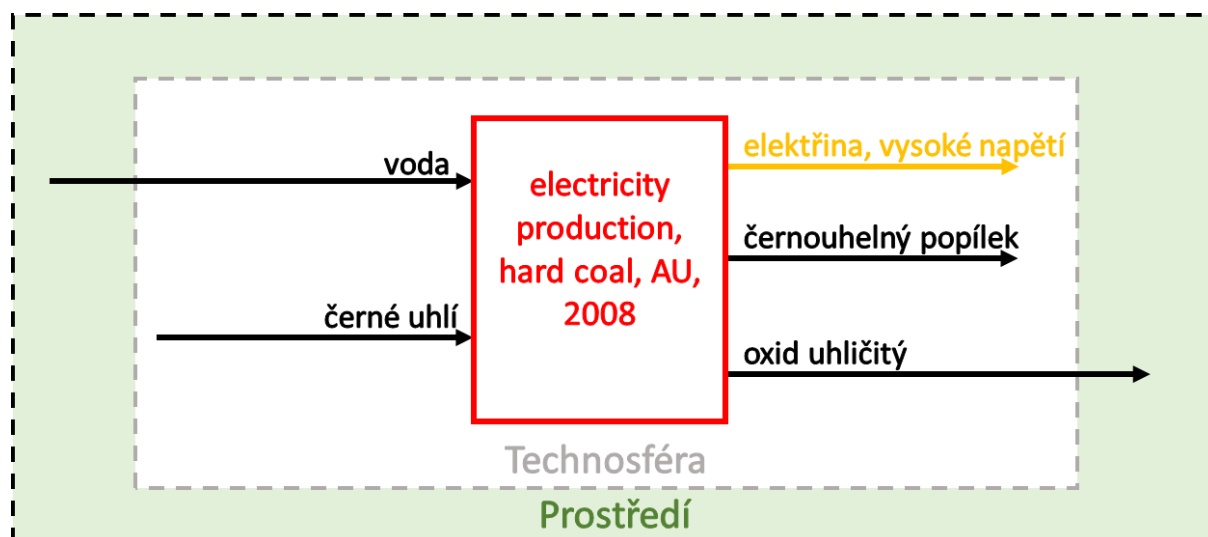 voda
černé uhlí
electricity
production,
hard coal, AU,
2008
elektřina, vysoké napětí
černouhelný popílek
oxid uhličitý
Technosféra
Prostředí